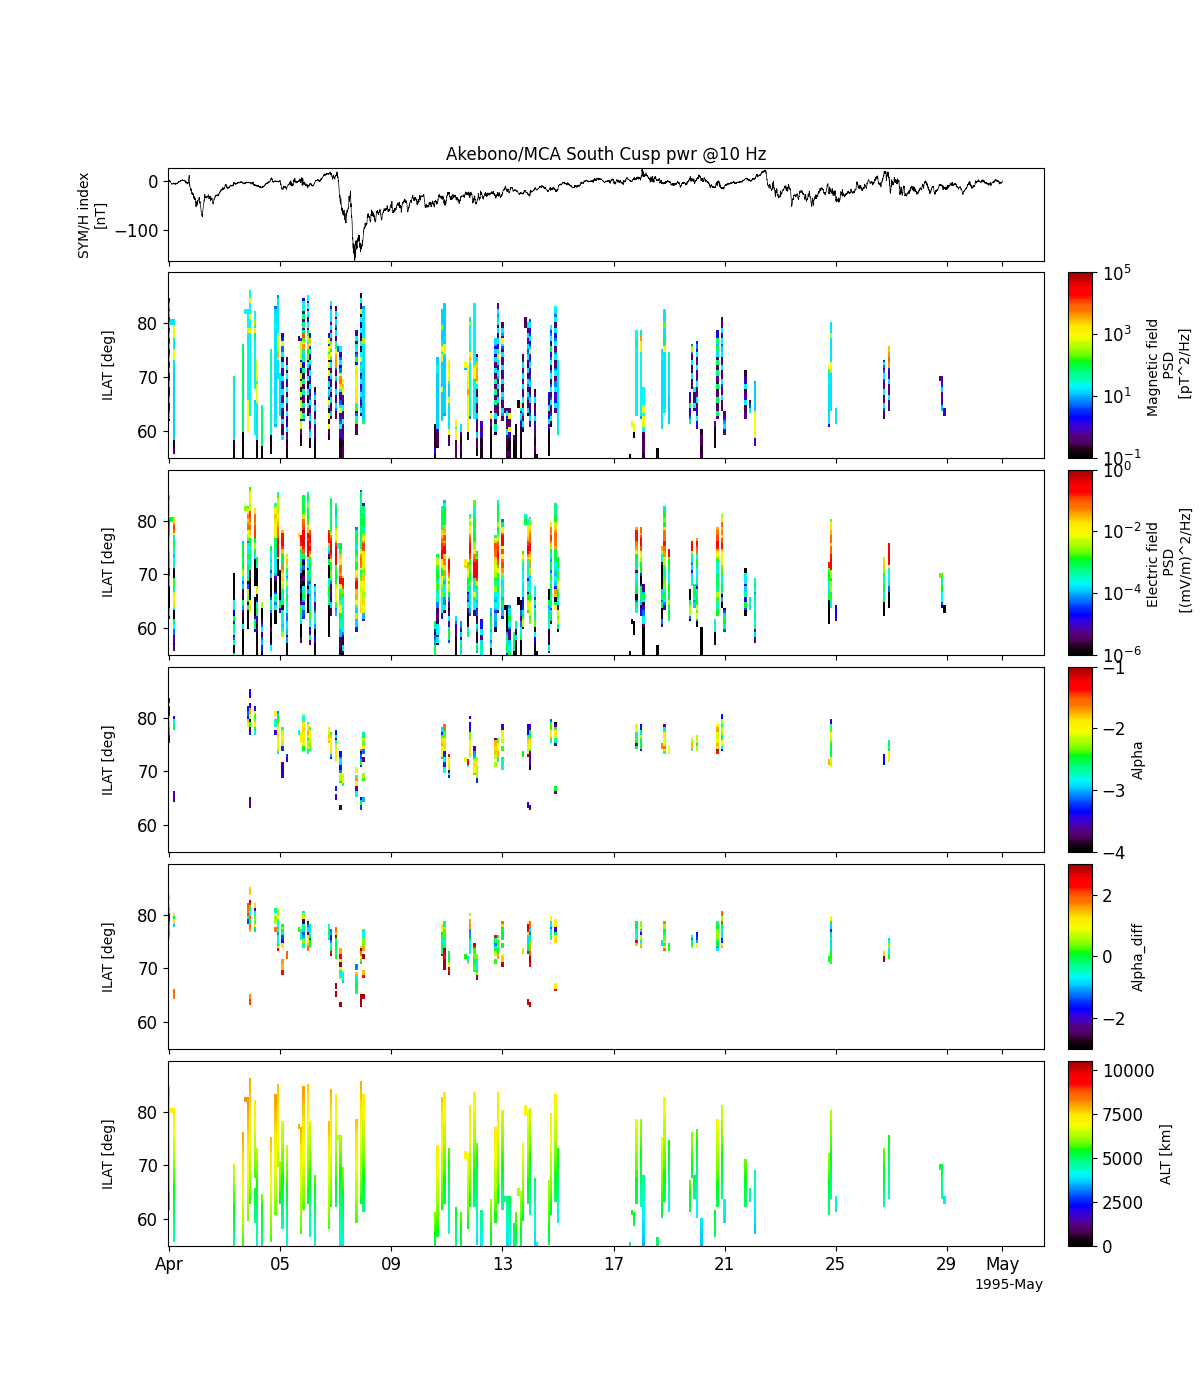 Akebono/MCA South Cusp pwr @10 Hz
SYM/H index
[nT]
0
−100
ILAT [deg]
80
70
60
10^5
10^3
10^1
10^−1
Magnetic field
PSD
[pT^2/Hz]
ILAT [deg]
80
70
60
10^0
10^−2
10^−4
10^−6
Electric field
PSD
[(mV/m)^2/Hz]
ILAT [deg]
80
70
60
−1
−2
−3
−4
Alpha
ILAT [deg]
80
70
60
2
0
−2
Alpha_diff
ILAT [deg]
80
70
60
10000
7500
5000
2500
0
ALT [km]
Apr 05 09 13 17 21 25 29 May
1995-May